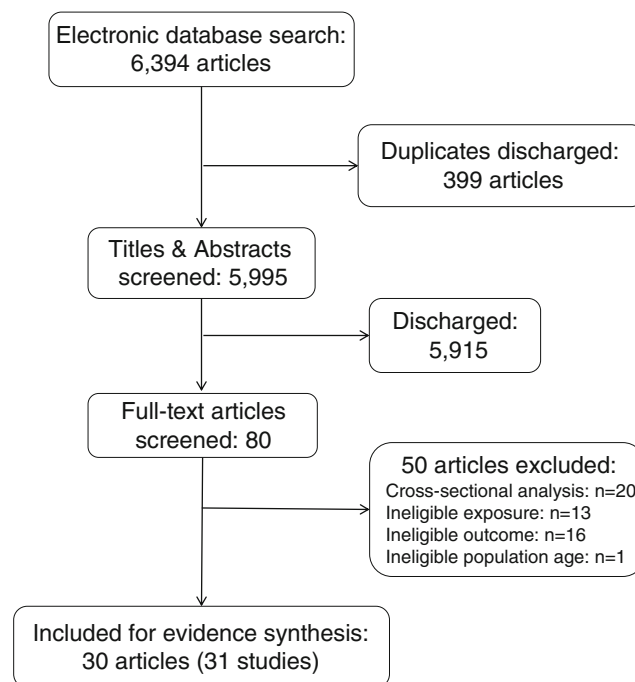 Electronic database search:
6,394 articles
Duplicates discharged:
399 articles
Titles & Abstracts
screened: 5,995
Discharged:
5,915
Full-text articles
screened: 80
50 articles excluded:
Cross-sectional analysis: n=20
Ineligible exposure: n=13
Ineligible outcome: n=16
Ineligible population age: n=1
Included for evidence synthesis:
30 articles (31 studies)